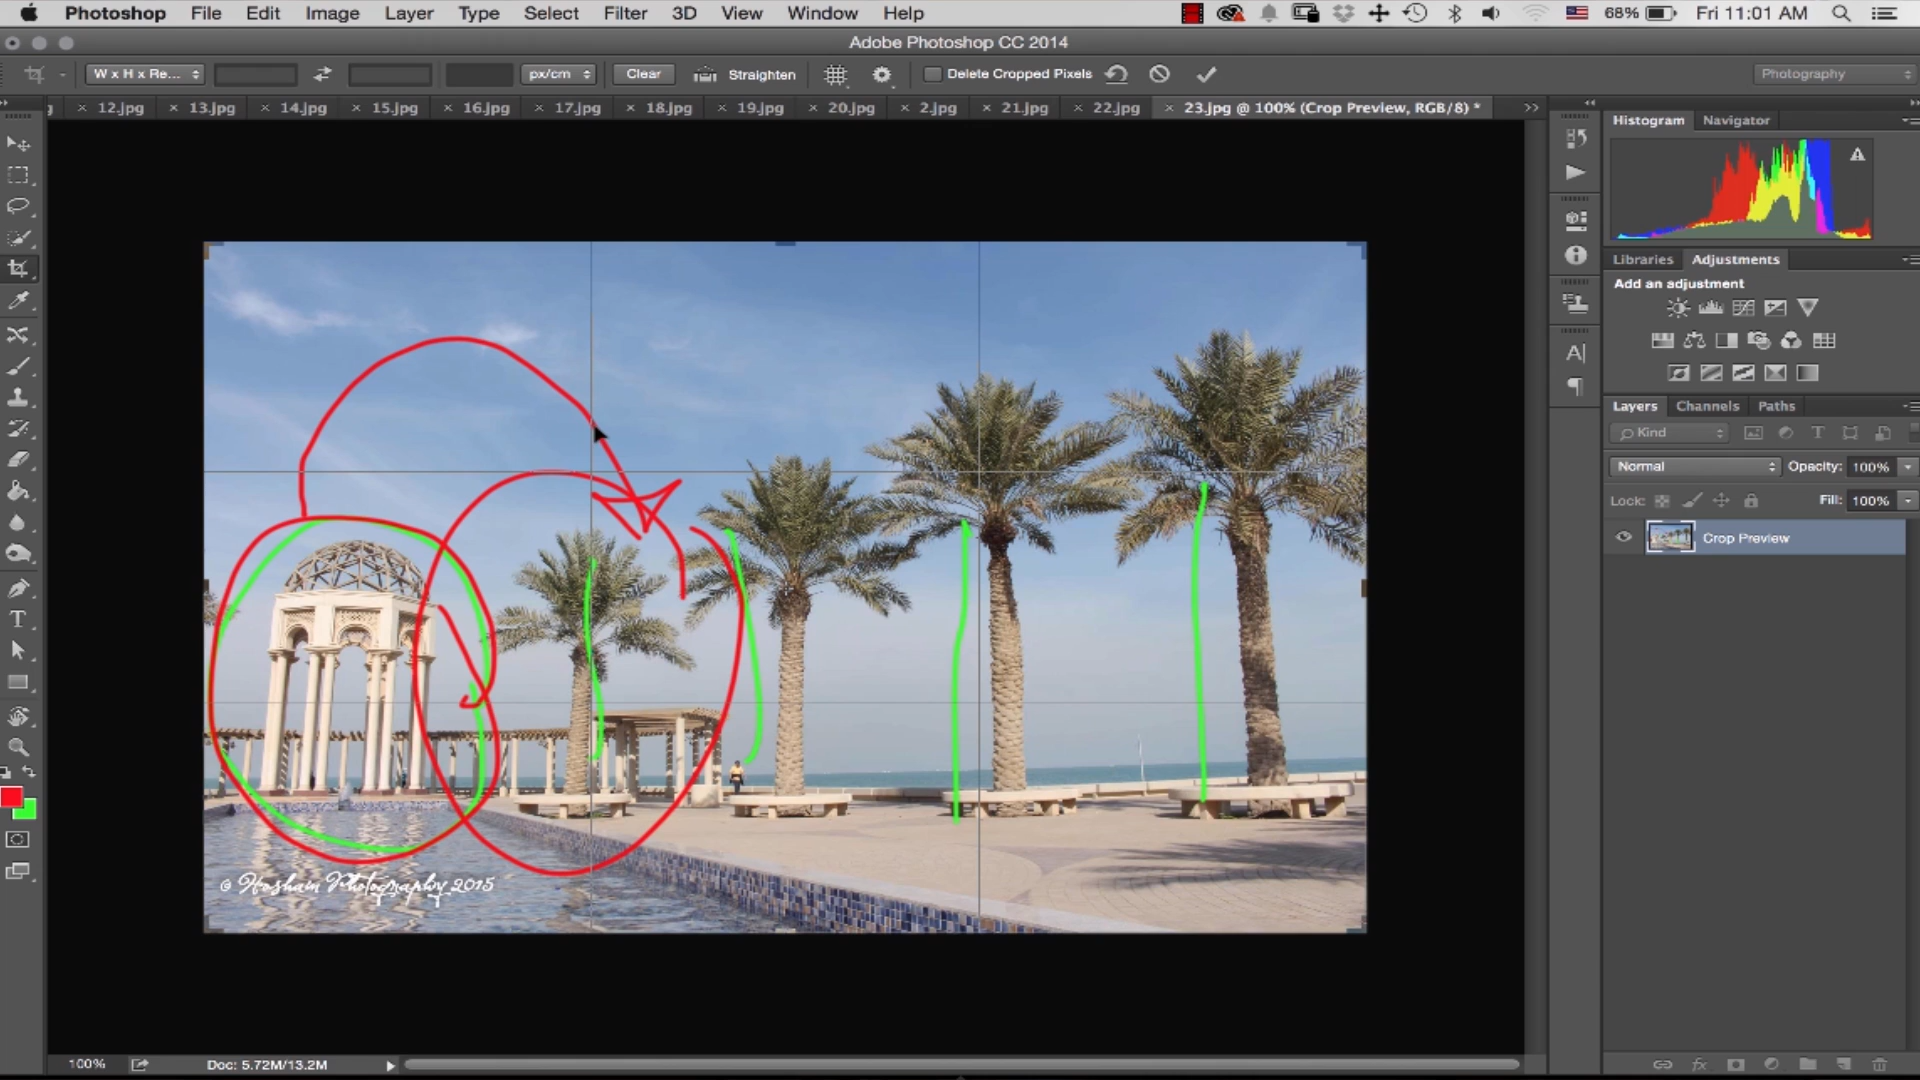 Photoshop File Edit Image Layer Type Select Filter 3D View Window Help 68% Fri 11:01 AM
Adobe Photoshop CC 2014
W x H x Re... px/cm Clear Straighten Delete Cropped Pixels Photography
12.jpg 13.jpg 14.jpg 15.jpg 16.jpg 17.jpg 18.jpg 19.jpg 20.jpg 2.jpg 21.jpg 22.jpg 23.jpg @ 100% (Crop Preview, RGB/8) *
Histogram Navigator
Libraries Adjustments
Add an adjustment
Layers Channels Paths
Kind
Normal Opacity: 100%
Lock: Fill: 100%
Crop Preview
© Hosham Photography 2015
100% Doc: 5.72M/13.2M